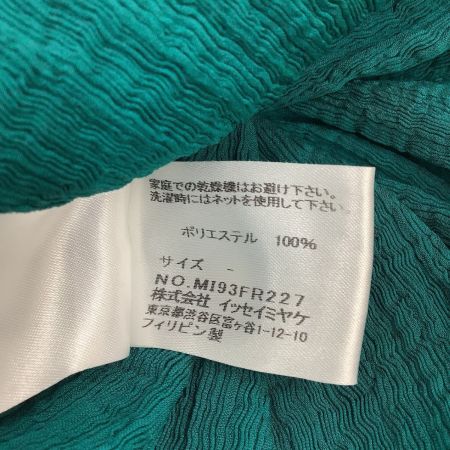 家庭での乾燥機はお避け下さい。
洗濯時にはネットを使用して下さい。
ポリエステル 100%
サイズ -
NO.MI93FR227
株式会社 イッセイミヤケ
東京都渋谷区富ヶ谷1-12-10
フィリピン製